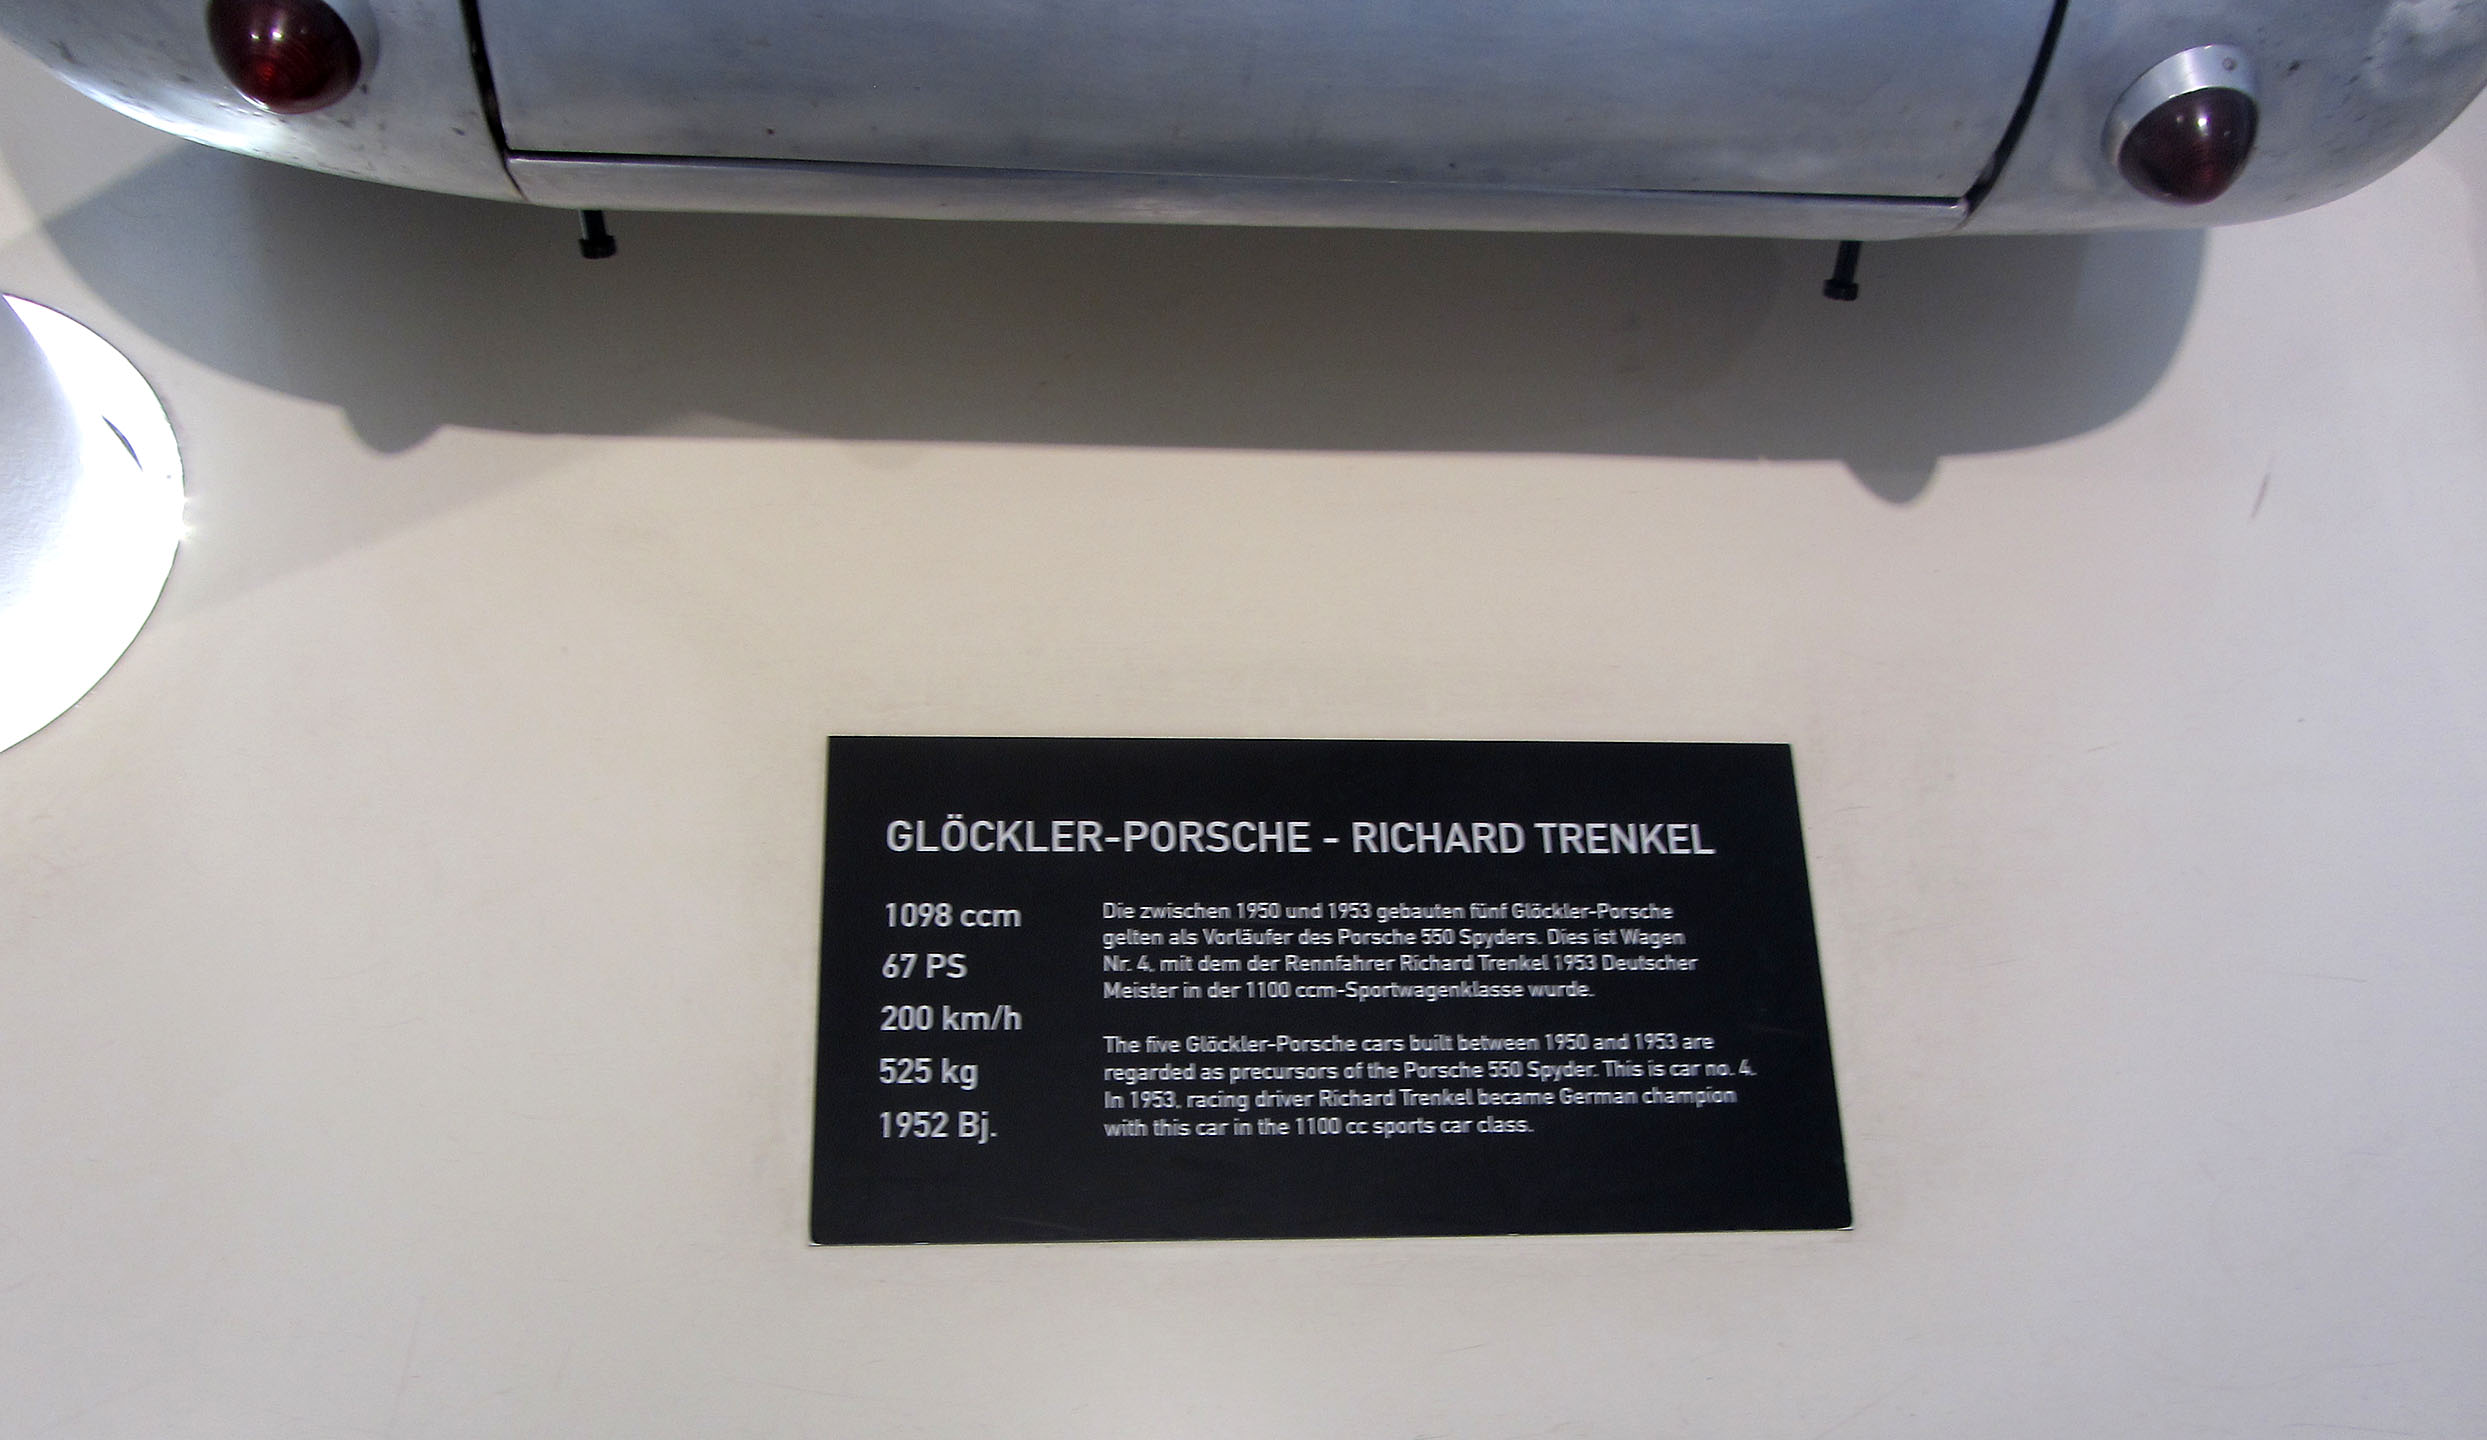 GLÖCKLER-PORSCHE - RICHARD TRENKEL
1098 ccm
67 PS
200 km/h
525 kg
1952 Bj.
Die zwischen 1950 und 1953 gebauten fünf Glöckler-Porsche
gelten als Vorläufer des Porsche 550 Spyders. Dies ist Wagen
Nr. 4, mit dem der Rennfahrer Richard Trenkel 1953 Deutscher
Meister in der 1100 ccm-Sportwagenklasse wurde.
The five Glöckler-Porsche cars built between 1950 and 1953 are
regarded as precursors of the Porsche 550 Spyder. This is car no. 4.
In 1953, racing driver Richard Trenkel became German champion
with this car in the 1100 cc sports car class.